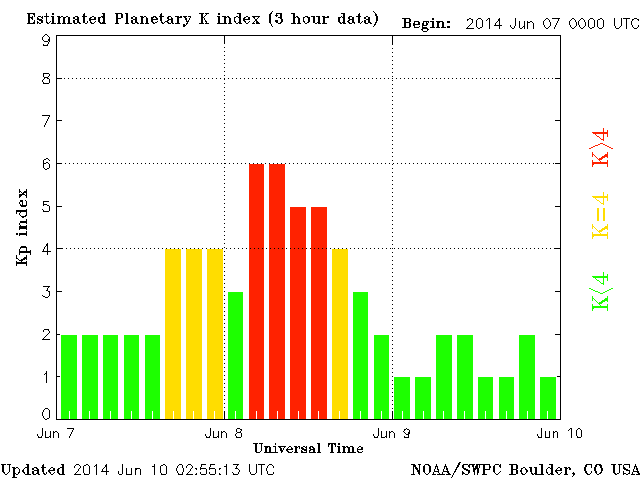 Estimated Planetary K index (3 hour data) Begin: 2014 Jun 07 0000 UTC
9
8
7
6
5
4
3
2
1
0
Kp index
K>4
K=4
K<4
Jun 7 Jun 8 Jun 9 Jun 10
Universal Time
Updated 2014 Jun 10 02:55:13 UTC NOAA/SWPC Boulder, CO USA